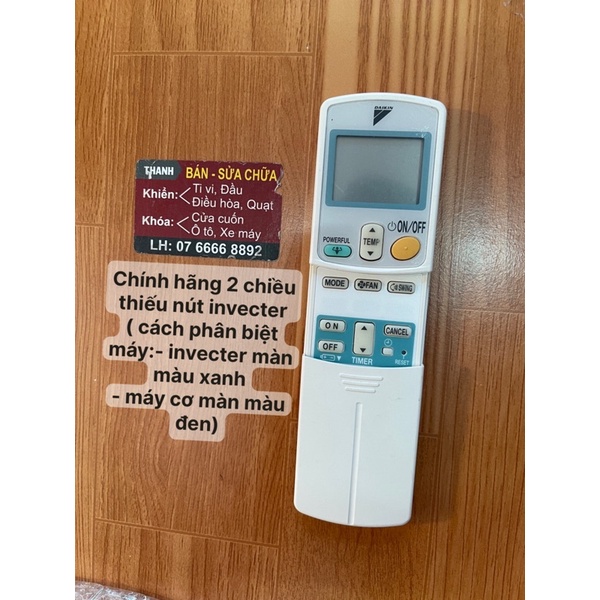 THANH
BÁN - SỬA CHỮA
Khiển: Ti vi, Đầu
Điều hòa, Quạt
Khóa: Cửa cuốn
Ô tô, Xe máy
LH: 07 6666 8892
Chính hãng 2 chiều
thiếu nút invecter
( cách phân biệt
máy:- invecter màn
màu xanh
- máy cơ màn màu
đen)
DAIKIN
ON/OFF
POWERFUL
TEMP
MODE
FAN
SWING
ON
CANCEL
OFF
TIMER
RESET